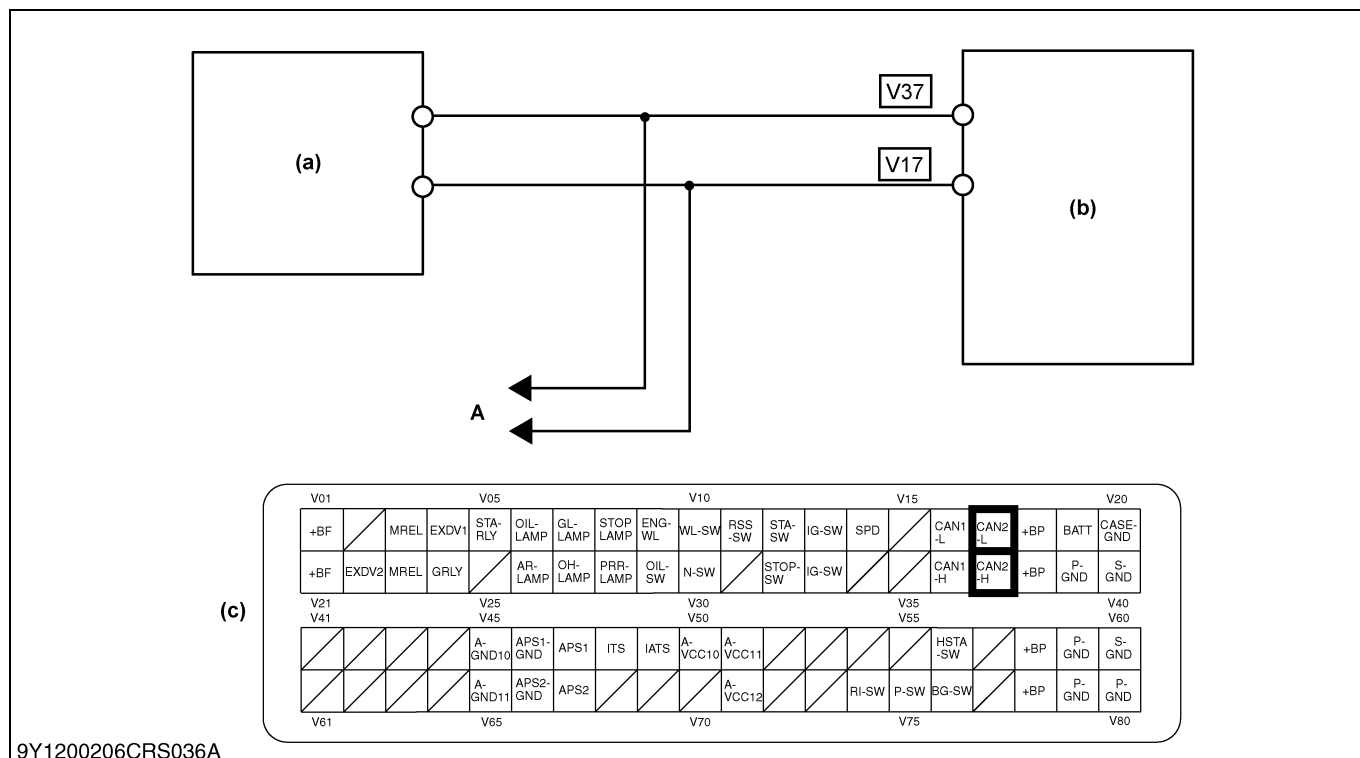 V37
(a)
V17
(b)
A
(c)
V01 V05 V10 V15 V20
+BF MREL EXDV1 STA-RLY OIL-LAMP GL-LAMP STOP LAMP ENG-WL WL-SW RSS-SW STA-SW IG-SW SPD CAN1-L CAN2-L +BP BATT CASE-GND
+BF EXDV2 MREL GRLY AR-LAMP OH-LAMP PRR-LAMP OIL-SW N-SW STOP-SW IG-SW CAN1-H CAN2-H +BP P-GND S-GND
V21 V25 V30 V35 V40
V41 V45 V50 V55 V60
A-GND10 APS1-GND APS1 ITS IATS A-VCC10 A-VCC11 HSTA-SW +BP P-GND S-GND
A-GND11 APS2-GND APS2 A-VCC12 RI-SW P-SW BG-SW +BP P-GND P-GND
V61 V65 V70 V75 V80
9Y1200206CRS036A